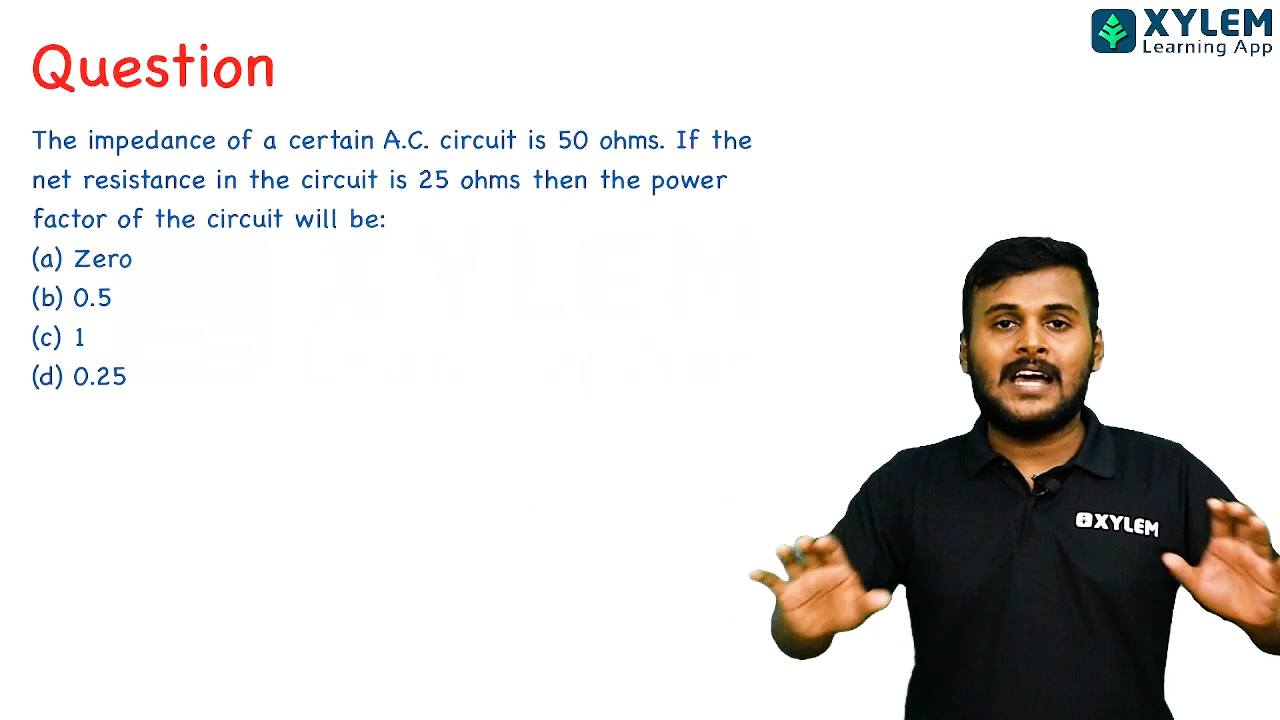 XYLEM
Learning App
Question
The impedance of a certain A.C. circuit is 50 ohms. If the
net resistance in the circuit is 25 ohms then the power
factor of the circuit will be:
(a) Zero
(b) 0.5
(c) 1
(d) 0.25
XYLEM